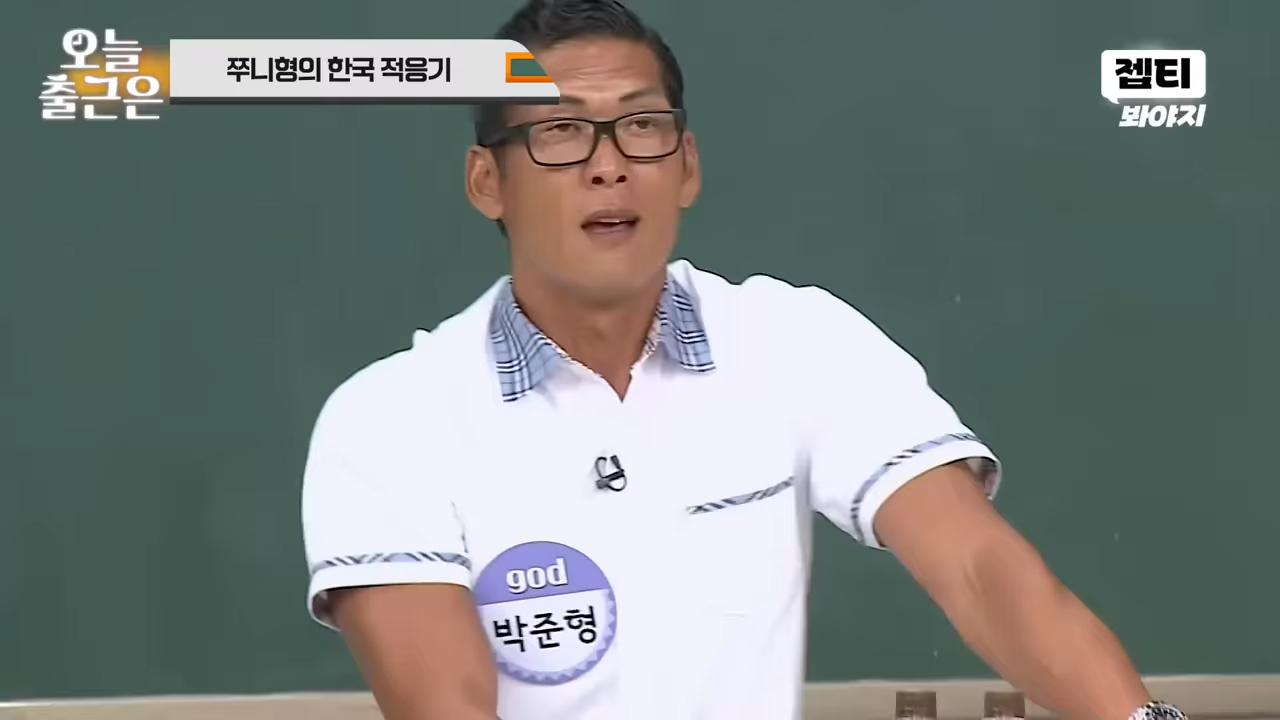 오늘
출근은
쭈니형의 한국 적응기
젭티
봐야지
god
박준형